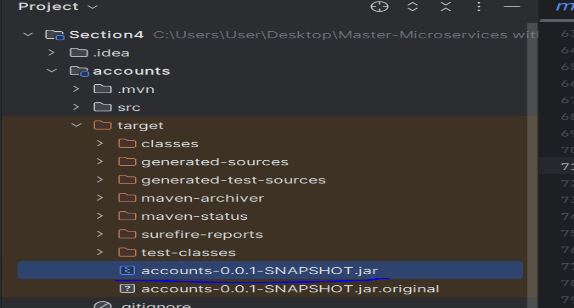 Project
Section4 C:\Users\User\Desktop\Master-Microservices wit
.idea
accounts
.mvn
src
target
classes
generated-sources
generated-test-sources
maven-archiver
maven-status
surefire-reports
test-classes
accounts-0.0.1-SNAPSHOT.jar
accounts-0.0.1-SNAPSHOT.jar.original
.gitignore